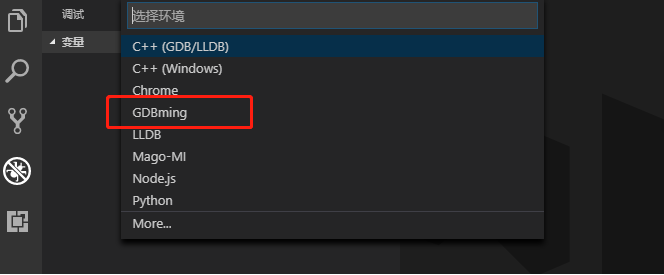 调试
变量
选择环境
C++ (GDB/LLDB)
C++ (Windows)
Chrome
GDBming
LLDB
Mago-MI
Node.js
Python
More...